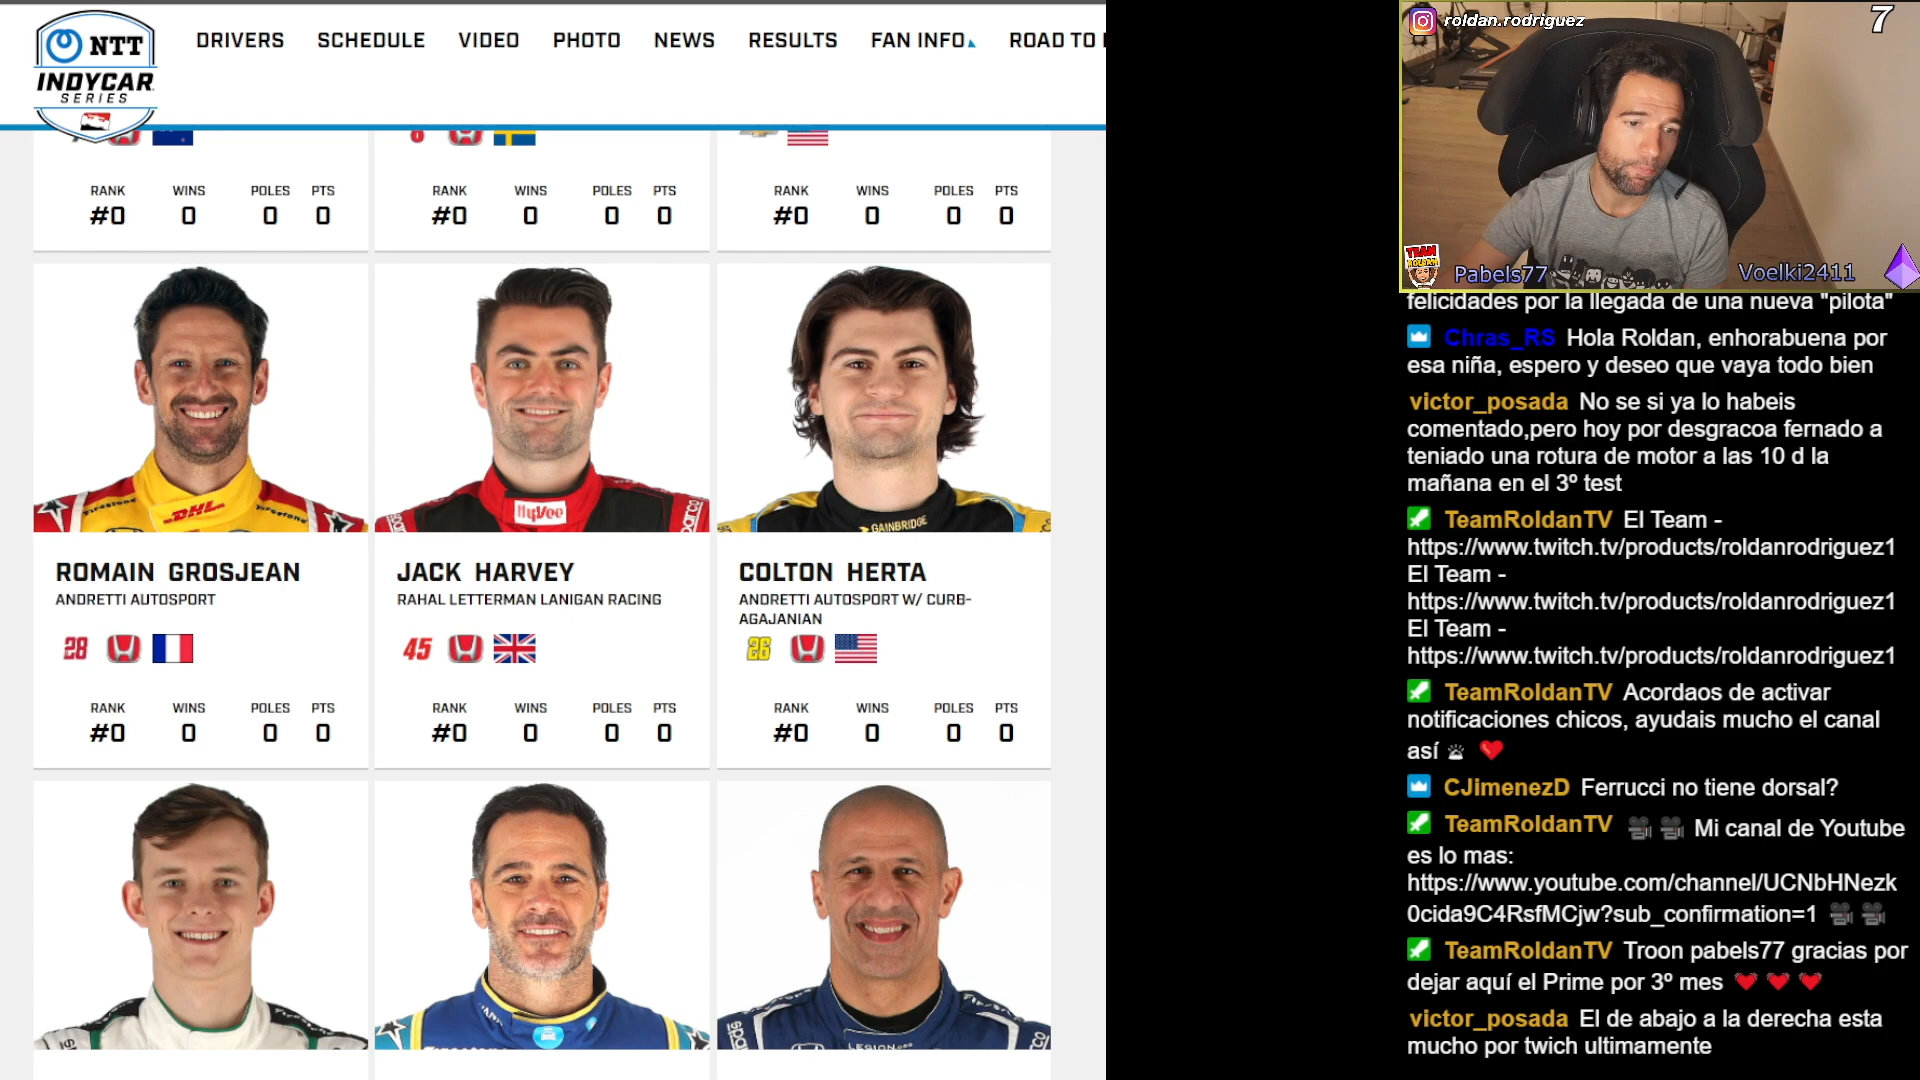 NTT
INDYCAR
SERIES
DRIVERS SCHEDULE VIDEO PHOTO NEWS RESULTS FAN INFO ROAD TO
RANK WINS POLES PTS
#0 0 0 0
RANK WINS POLES PTS
#0 0 0 0
RANK WINS POLES PTS
#0 0 0 0
DHL
Firestone
HyVee
sparco
GAINBRIDGE
ROMAIN GROSJEAN
ANDRETTI AUTOSPORT
28
RANK WINS POLES PTS
#0 0 0 0
JACK HARVEY
RAHAL LETTERMAN LANIGAN RACING
45
RANK WINS POLES PTS
#0 0 0 0
COLTON HERTA
ANDRETTI AUTOSPORT W/ CURB-
AGAJANIAN
26
RANK WINS POLES PTS
#0 0 0 0
LEGION.ORG
roldan.rodriguez
7
TEAM
ROLDAN
Pabels77
Voelki2411
felicidades por la llegada de una nueva "pilota"
Chras_RS Hola Roldan, enhorabuena por
esa niña, espero y deseo que vaya todo bien
victor_posada No se si ya lo habeis
comentado,pero hoy por desgracoa fernado a
teniado una rotura de motor a las 10 d la
mañana en el 3º test
TeamRoldanTV El Team -
https://www.twitch.tv/products/roldanrodriguez1
El Team -
https://www.twitch.tv/products/roldanrodriguez1
El Team -
https://www.twitch.tv/products/roldanrodriguez1
TeamRoldanTV Acordaos de activar
notificaciones chicos, ayudais mucho el canal
así
CJimenezD Ferrucci no tiene dorsal?
TeamRoldanTV Mi canal de Youtube
es lo mas:
https://www.youtube.com/channel/UCNbHNezk
0cida9C4RsfMCjw?sub_confirmation=1
TeamRoldanTV Troon pabels77 gracias por
dejar aquí el Prime por 3º mes
victor_posada El de abajo a la derecha esta
mucho por twich ultimamente